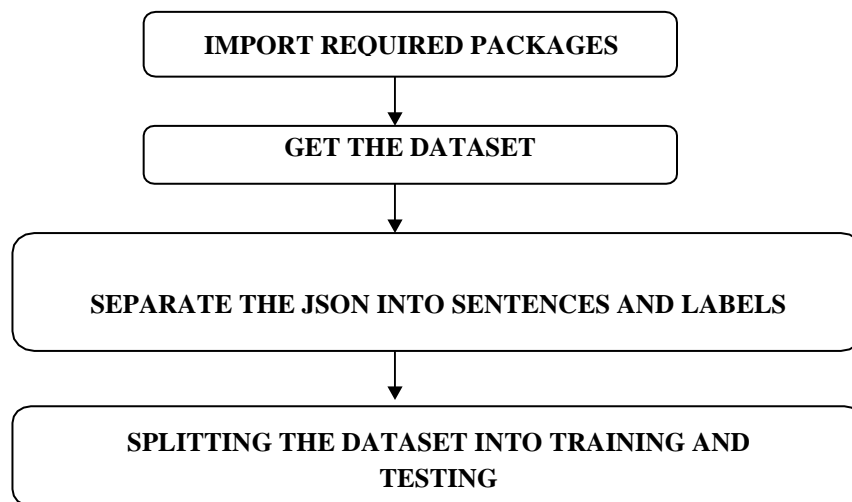 IMPORT REQUIRED PACKAGES
GET THE DATASET
SEPARATE THE JSON INTO SENTENCES AND LABELS
SPLITTING THE DATASET INTO TRAINING AND
TESTING